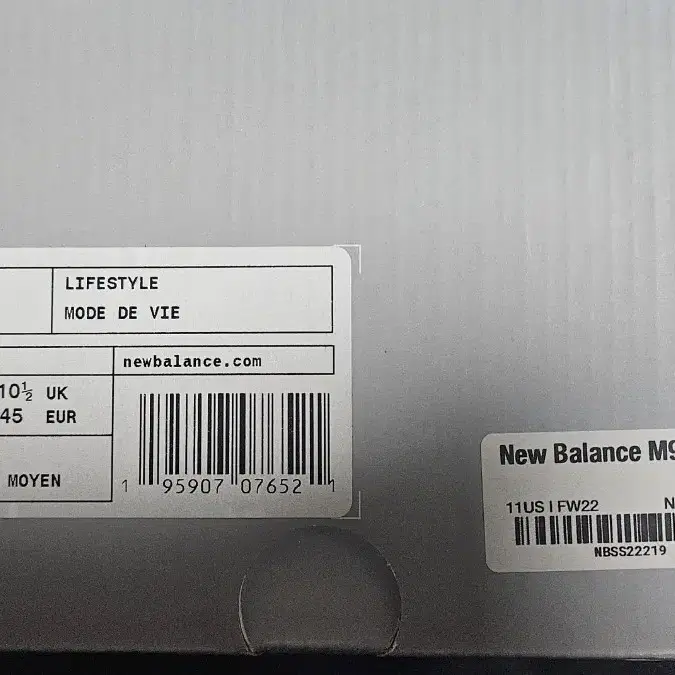 LIFESTYLE
MODE DE VIE
newbalance.com
10½ UK
45 EUR
MOYEN
1 95907 07652 1
New Balance M9
11US I FW22 N
NBSS22219